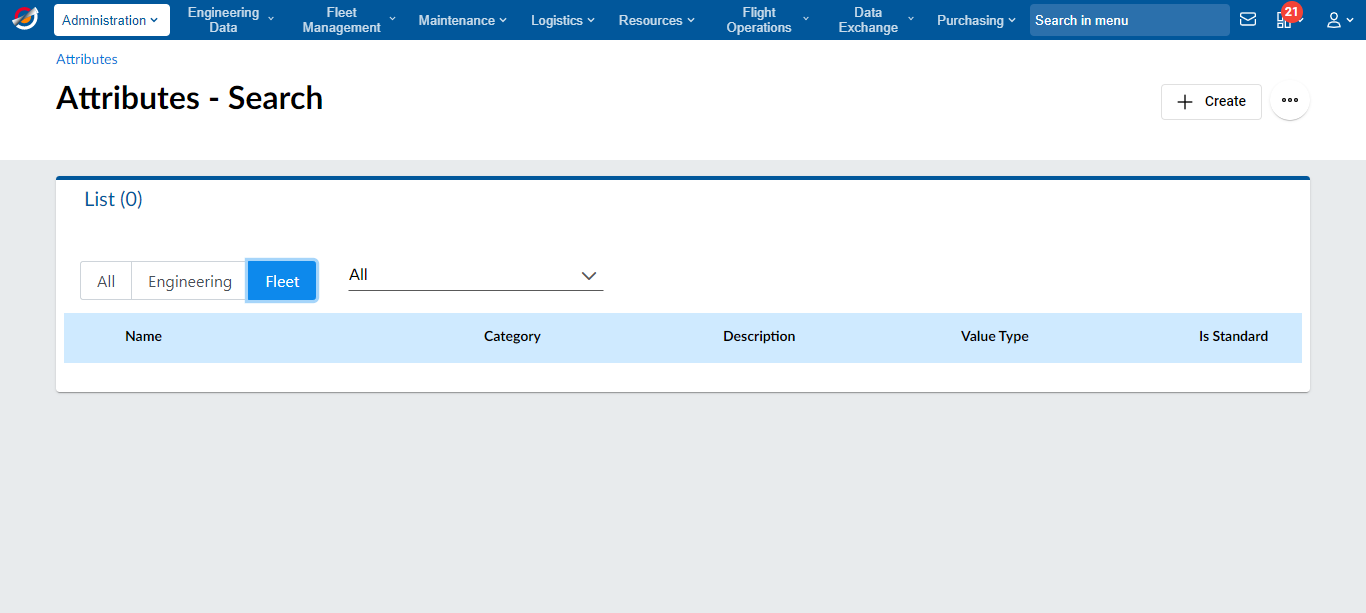 Administration
Engineering
Data
Fleet
Management
Maintenance
Logistics
Resources
Flight
Operations
Data
Exchange
Purchasing
Search in menu
21
Attributes
Attributes - Search
Create
List (0)
All
Engineering
Fleet
All
Name Category Description Value Type Is Standard